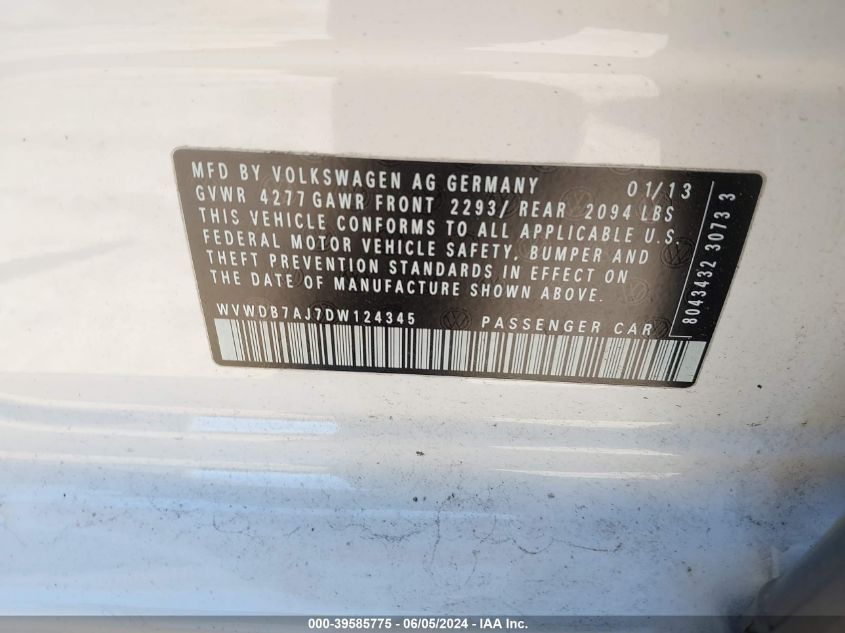 MFD BY VOLKSWAGEN AG GERMANY 01/13
GVWR 4277 GAWR FRONT 2293/ REAR 2094 LBS
THIS VEHICLE CONFORMS TO ALL APPLICABLE U.S.
FEDERAL MOTOR VEHICLE SAFETY, BUMPER AND
THEFT PREVENTION STANDARDS IN EFFECT ON
THE DATE OF MANUFACTURE SHOWN ABOVE.
WVWDB7AJ7DW124345 PASSENGER CAR
8043432 3073 3
000-39585775 - 06/05/2024 - IAA Inc.